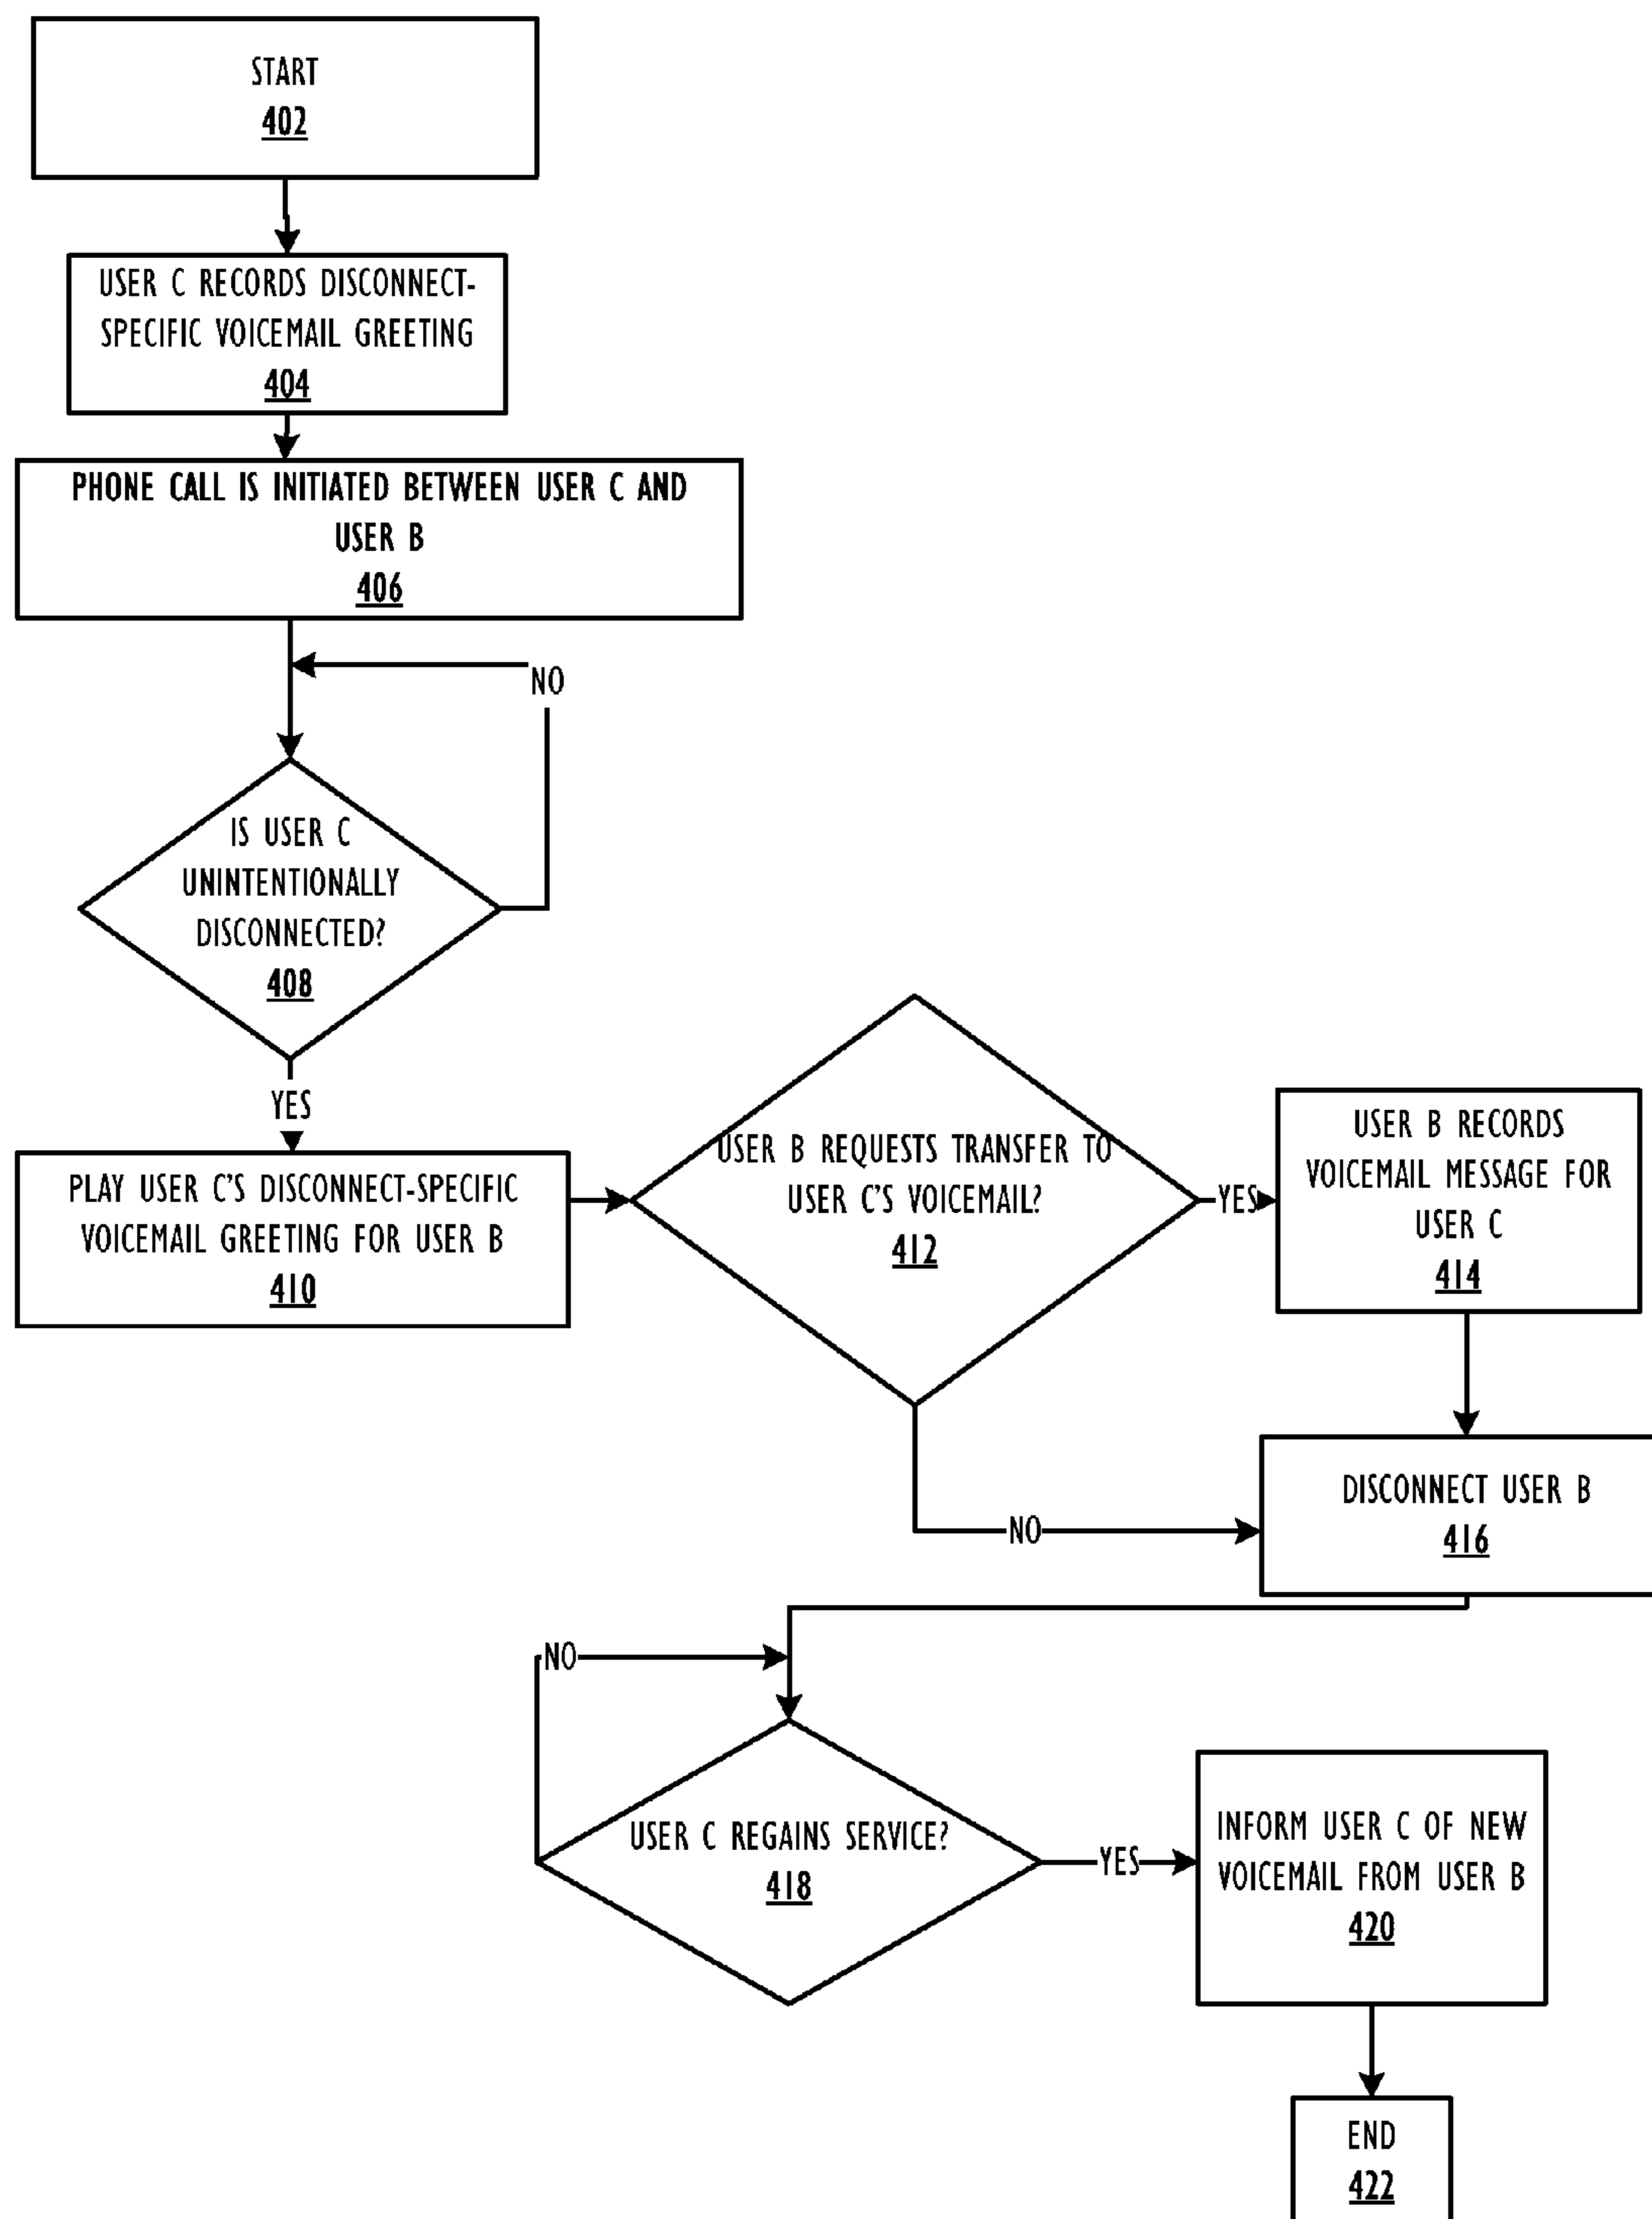 START
402
USER C RECORDS DISCONNECT-
SPECIFIC VOICEMAIL GREETING
404
PHONE CALL IS INITIATED BETWEEN USER C AND
USER B
406
NO
IS USER C
UNINTENTIONALLY
DISCONNECTED?
408
YES
PLAY USER C'S DISCONNECT-SPECIFIC
VOICEMAIL GREETING FOR USER B
410
USER B REQUESTS TRANSFER TO
USER C'S VOICEMAIL?
412
YES
USER B RECORDS
VOICEMAIL MESSAGE FOR
USER C
414
NO
DISCONNECT USER B
416
NO
USER C REGAINS SERVICE?
418
YES
INFORM USER C OF NEW
VOICEMAIL FROM USER B
420
END
422